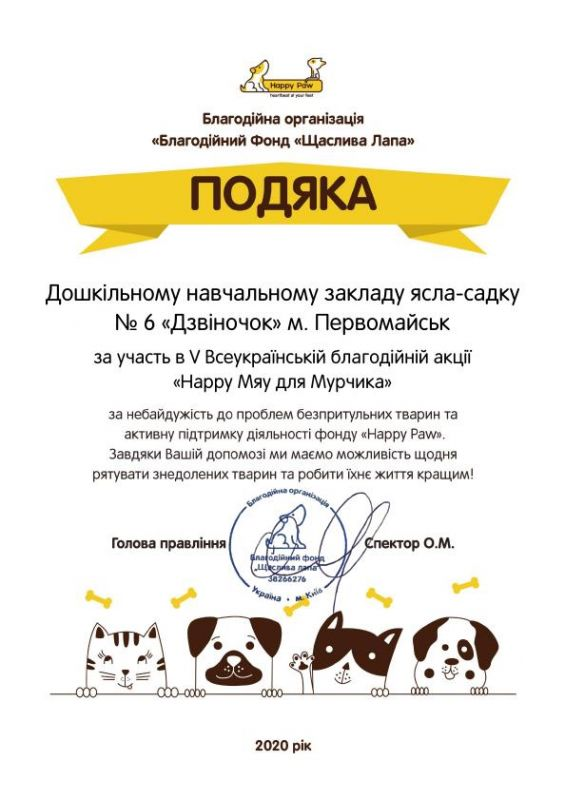 Happy Paw
heartbeat at your feet
Благодійна організація
«Благодійний Фонд «Щаслива Лапа»
ПОДЯКА
Дошкільному навчальному закладу ясла-садку
№ 6 «Дзвіночок» м. Первомайськ
за участь в V Всеукраїнській благодійній акції
«Happy Мяу для Мурчика»
за небайдужість до проблем безпритульних тварин та
активну підтримку діяльності фонду «Happy Paw».
Завдяки Вашій допомозі ми маємо можливість щодня
рятувати знедолених тварин та робити їхнє життя кращим!
Благодійна організація
Голова правління
Спектор О.М.
Благодійний фонд
„Щаслива лапа"
38266276
Україна • м. Київ
2020 рік